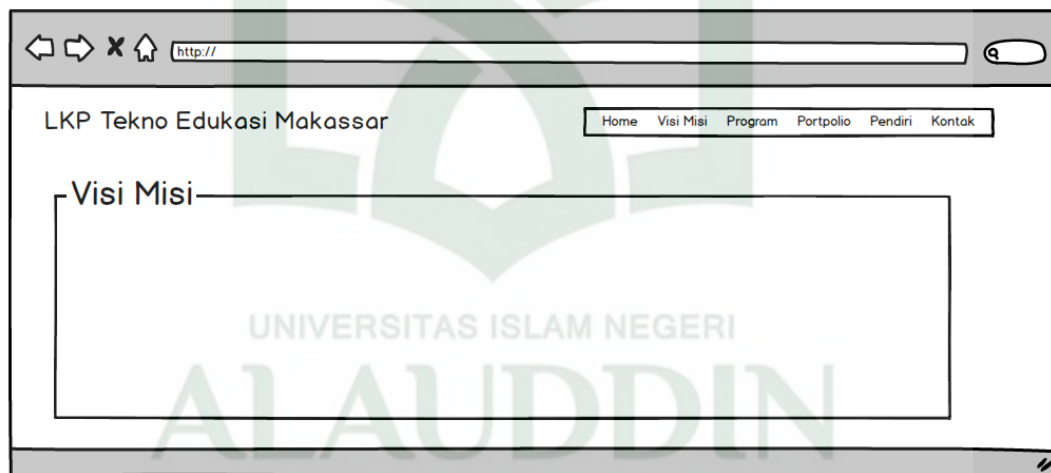 http://
LKP Tekno Edukasi Makassar
Home Visi Misi Program Portpolio Pendiri Kontak
Visi Misi
UNIVERSITAS ISLAM NEGERI
ALAUDDIN